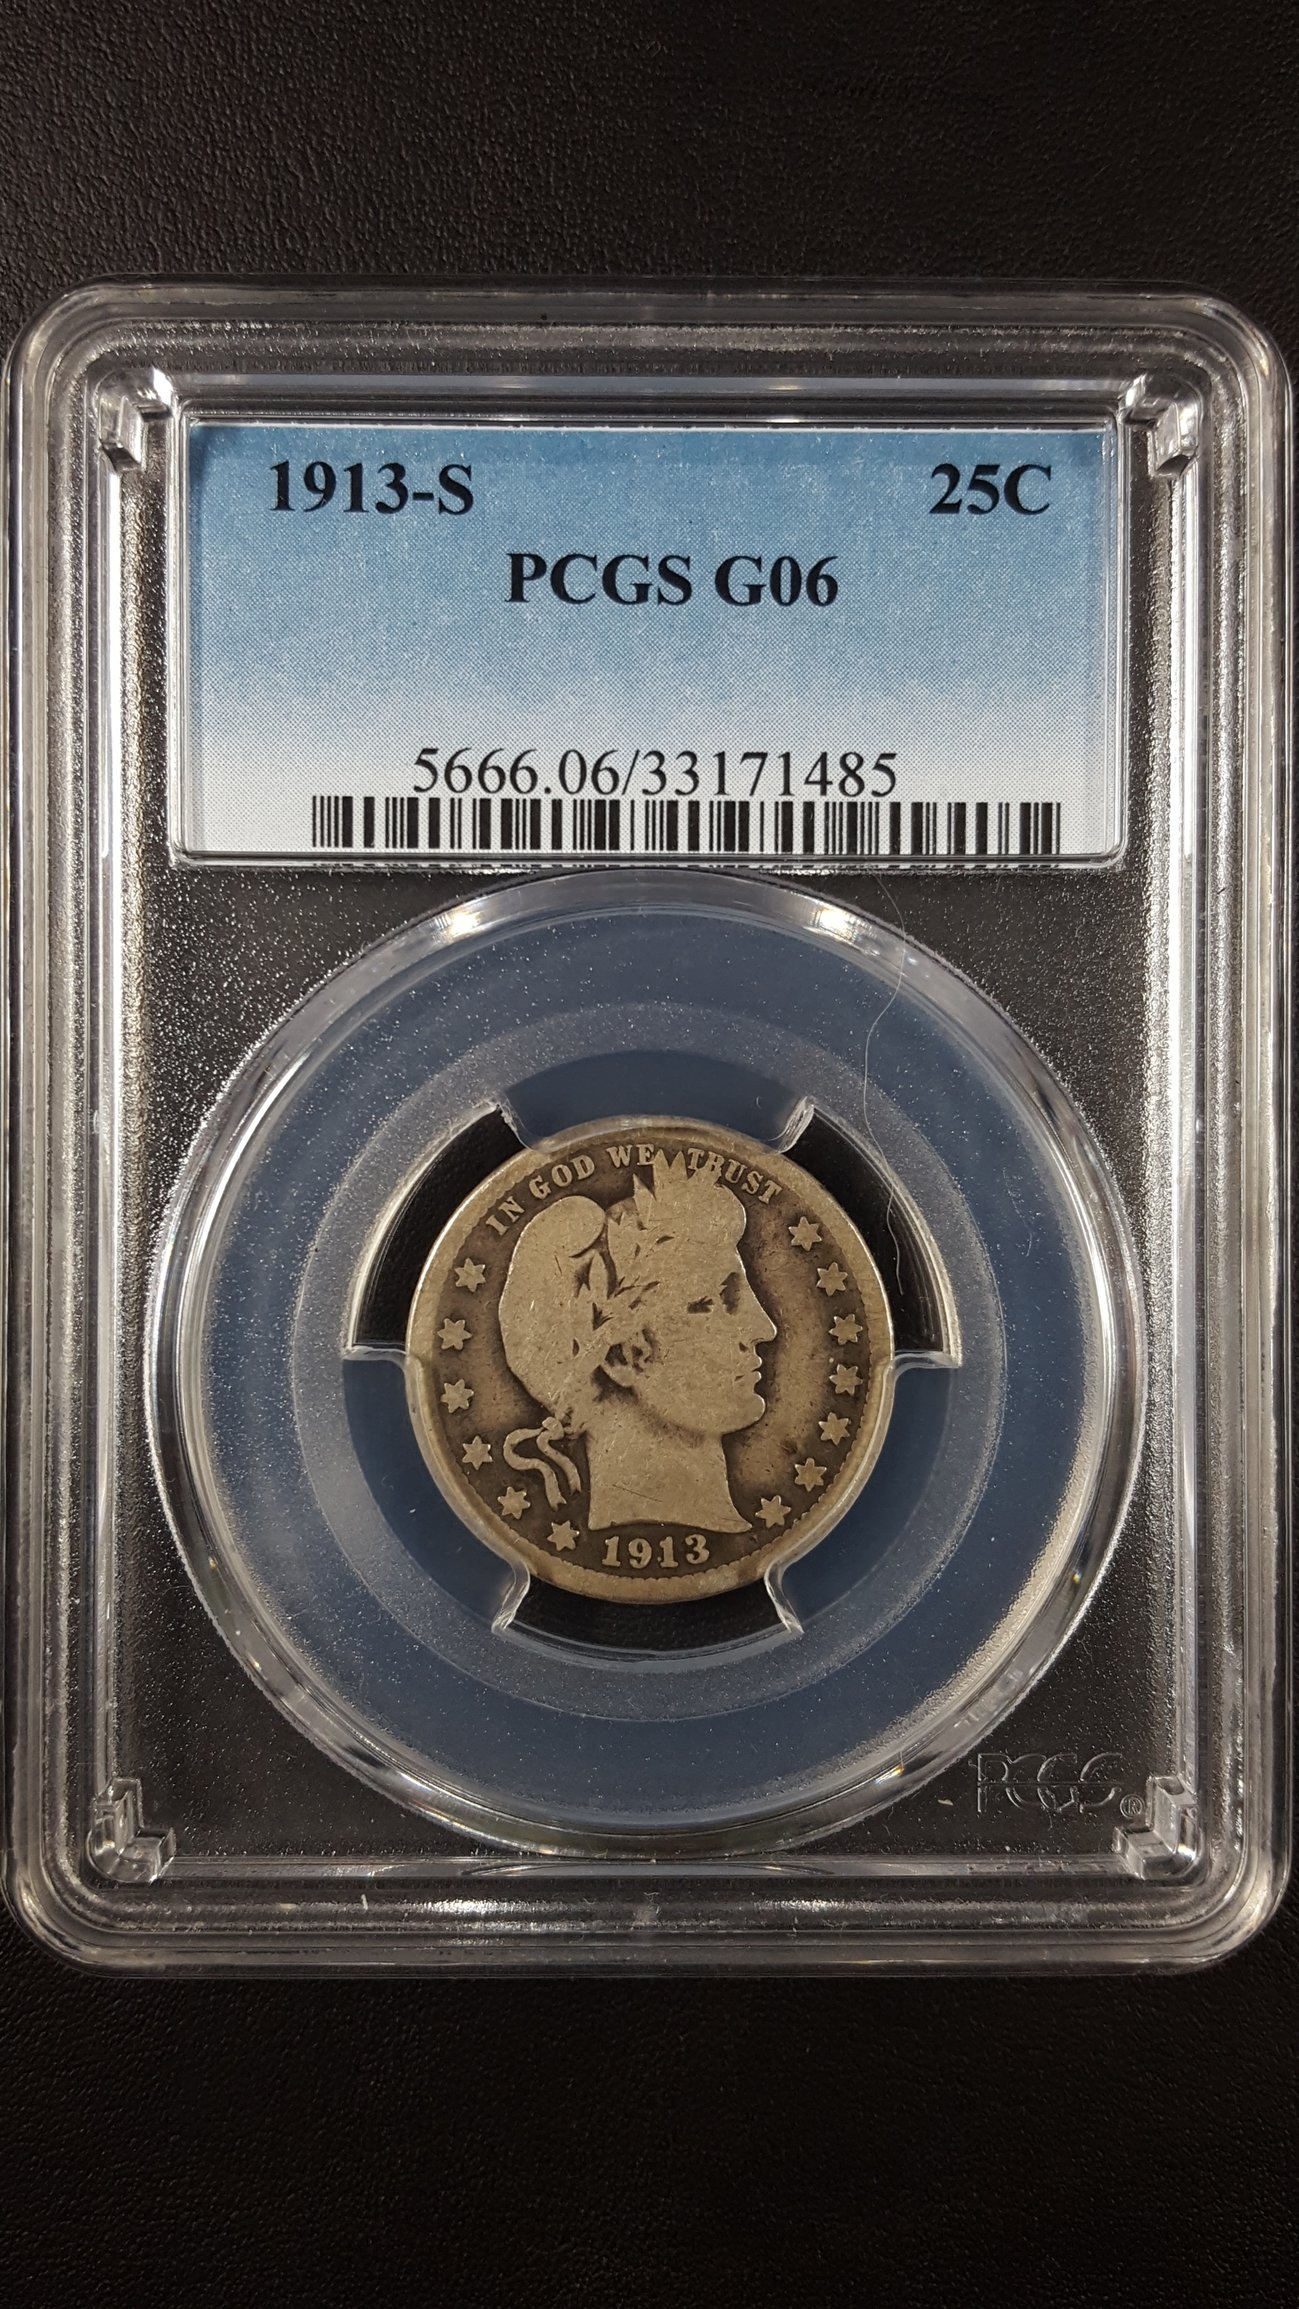 1913-S 25C
PCGS G06
5666.06/33171485
IN GOD WE TRUST
1913
PCGS®